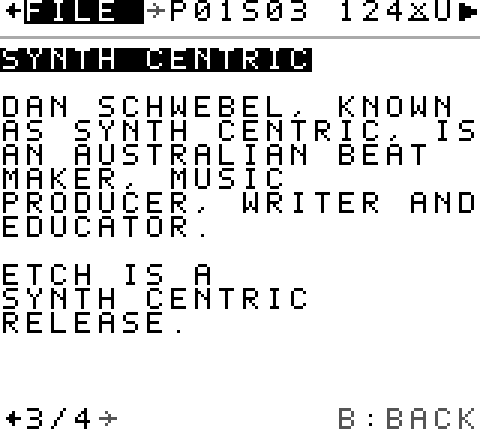 ←FILE →P01S03 124⊻U▶
SYNTH CENTRIC
DAN SCHWEBEL, KNOWN
AS SYNTH CENTRIC, IS
AN AUSTRALIAN BEAT
MAKER, MUSIC
PRODUCER, WRITER AND
EDUCATOR.
ETCH IS A
SYNTH CENTRIC
RELEASE.
←3/4→ B:BACK